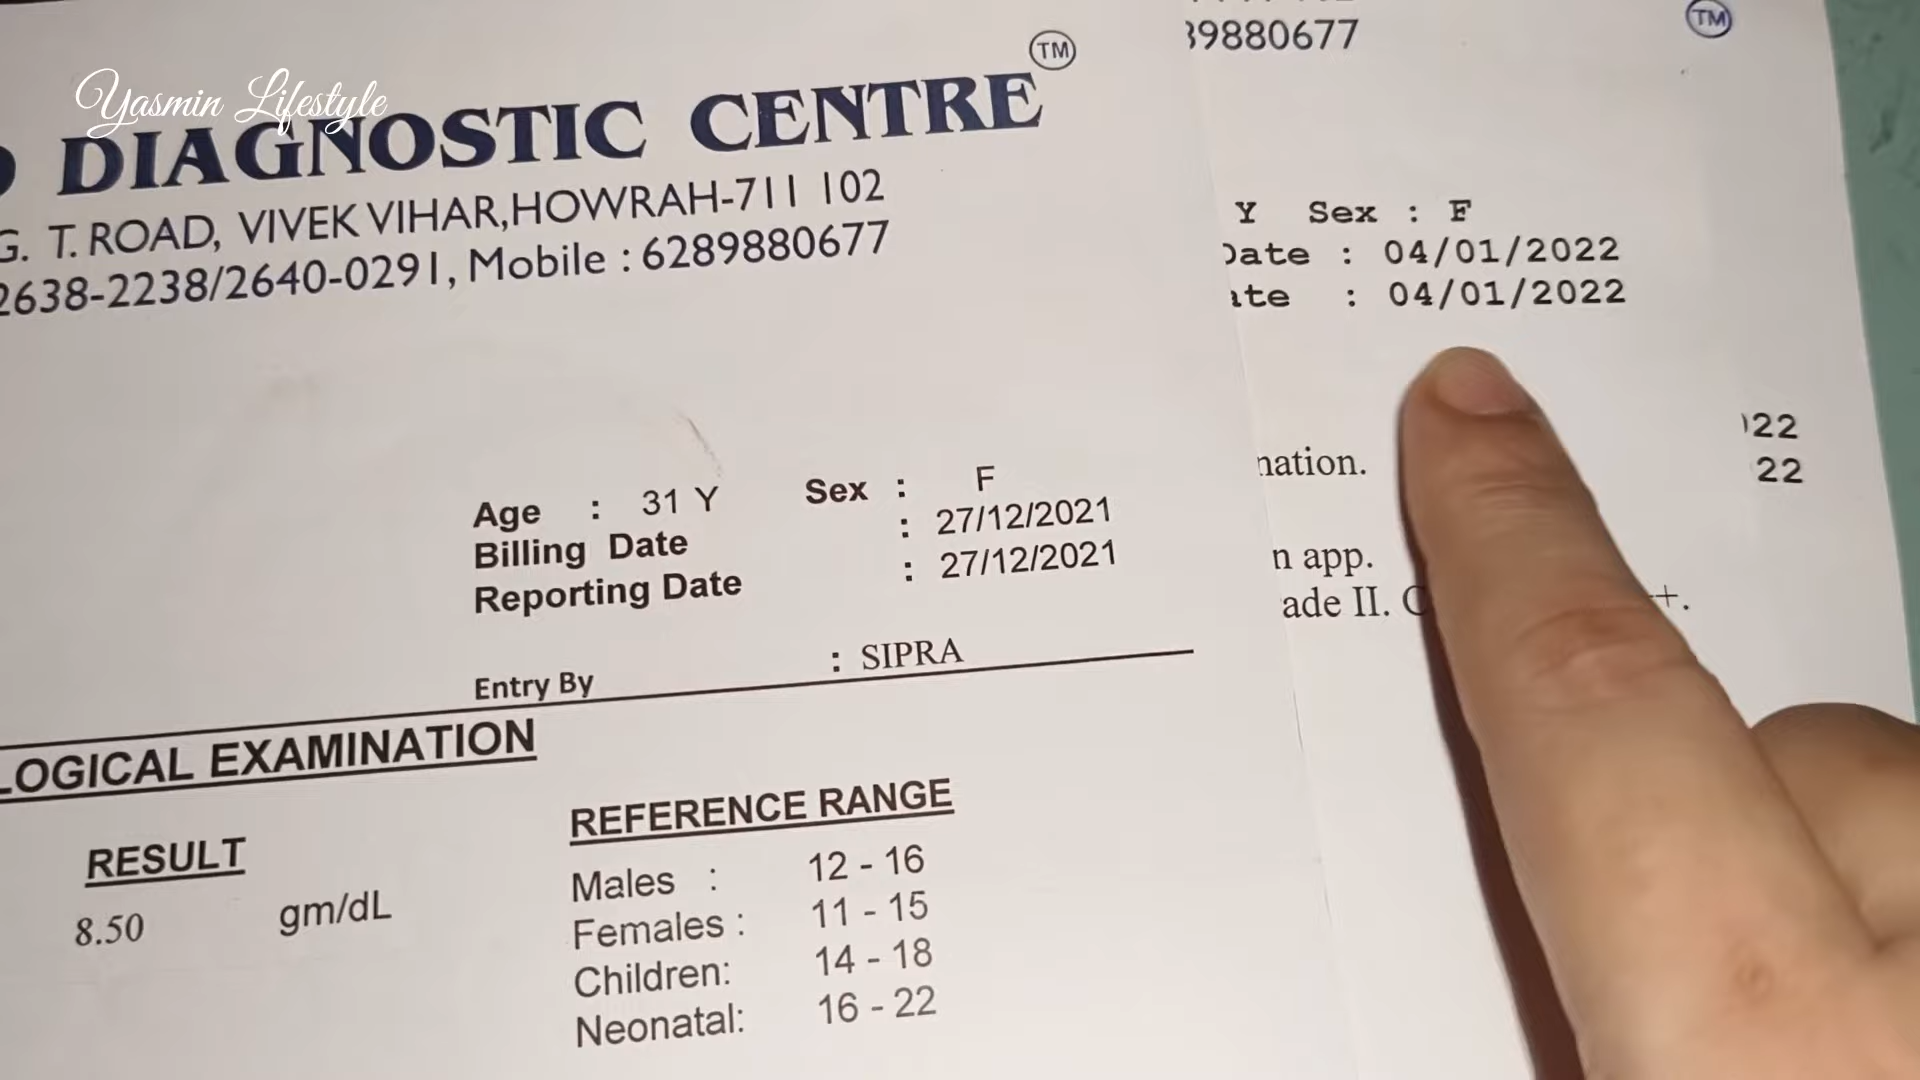 Yasmin Lifestyle
DIAGNOSTIC CENTRE TM
G. T. ROAD, VIVEK VIHAR,HOWRAH-711 102
2638-2238/2640-0291, Mobile : 6289880677
Age : 31 Y Sex : F
Billing Date : 27/12/2021
Reporting Date : 27/12/2021
Entry By : SIPRA
LOGICAL EXAMINATION
RESULT REFERENCE RANGE
8.50 gm/dL
Males : 12 - 16
Females : 11 - 15
Children: 14 - 18
Neonatal: 16 - 22
39880677
TM
Y Sex : F
Date : 04/01/2022
ate : 04/01/2022
022
22
nation.
n app.
ade II. C +.